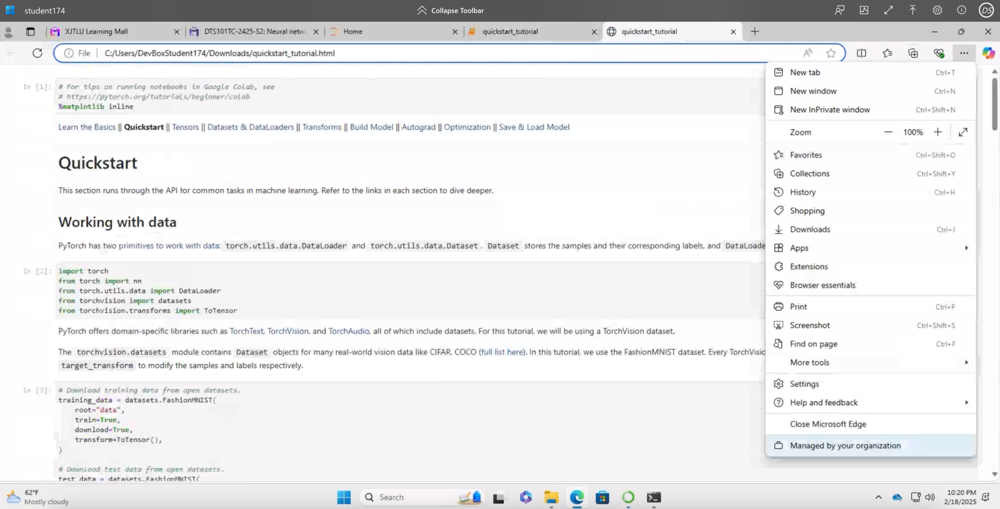 student174
Collapse Toolbar
DS
XJTLU Learning Mall
DTS101TC-2425-S2: Neural netw
Home
quickstart_tutorial
quickstart_tutorial
File
C:/Users/DevBoxStudent174/Downloads/quickstart_tutorial.html
In [1]:
# For tips on running notebooks in Google Colab, see
# https://pytorch.org/tutorials/beginner/colab
%matplotlib inline
Learn the Basics || Quickstart || Tensors || Datasets & DataLoaders || Transforms || Build Model || Autograd || Optimization || Save & Load Model
Quickstart
This section runs through the API for common tasks in machine learning. Refer to the links in each section to dive deeper.
Working with data
PyTorch has two primitives to work with data: torch.utils.data.DataLoader and torch.utils.data.Dataset. Dataset stores the samples and their corresponding labels, and DataLoade
In [2]:
import torch
from torch import nn
from torch.utils.data import DataLoader
from torchvision import datasets
from torchvision.transforms import ToTensor
PyTorch offers domain-specific libraries such as TorchText, TorchVision, and TorchAudio, all of which include datasets. For this tutorial, we will be using a TorchVision dataset.
The torchvision.datasets module contains Dataset objects for many real-world vision data like CIFAR, COCO (full list here). In this tutorial, we use the FashionMNIST dataset. Every TorchVisio
target_transform to modify the samples and labels respectively.
In [3]:
# Download training data from open datasets.
training_data = datasets.FashionMNIST(
root="data",
train=True,
download=True,
transform=ToTensor(),
)
# Download test data from open datasets.
test_data = datasets.FashionMNIST(
New tab Ctrl+T
New window Ctrl+N
New InPrivate window Ctrl+Shift+N
Zoom — 100% +
Favorites Ctrl+Shift+O
Collections Ctrl+Shift+Y
History Ctrl+H
Shopping
Downloads Ctrl+J
Apps
Extensions
Browser essentials
Print Ctrl+P
Screenshot Ctrl+Shift+S
Find on page Ctrl+F
More tools
Settings
Help and feedback
Close Microsoft Edge
Managed by your organization
62°F
Mostly cloudy
Search
10:20 PM
2/18/2025